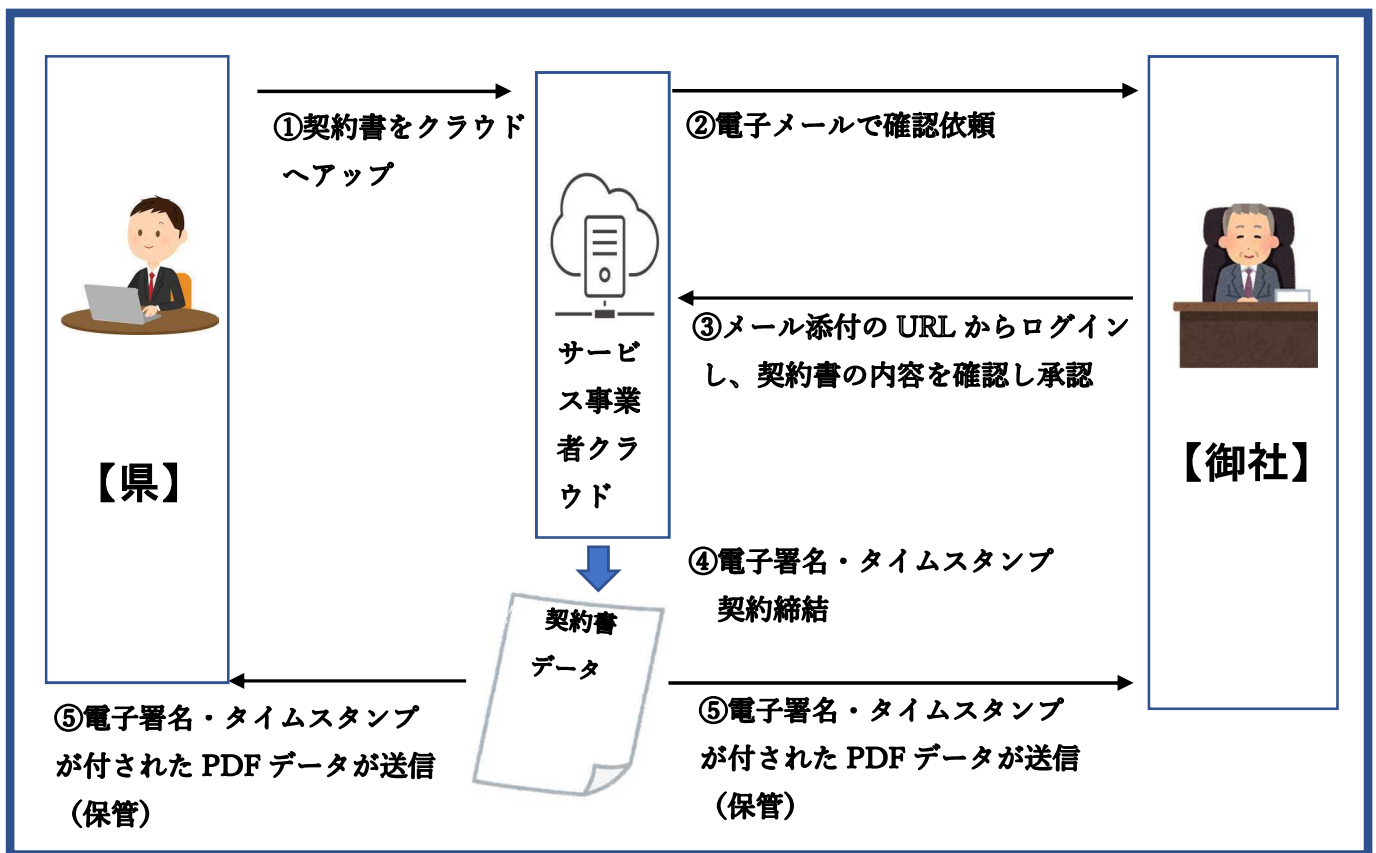 ①契約書をクラウド
へアップ
②電子メールで確認依頼
③メール添付の URL からログイン
し、契約書の内容を確認し承認
サービ
ス事業
者クラ
ウド
【県】
【御社】
④電子署名・タイムスタンプ
契約締結
契約書
データ
⑤電子署名・タイムスタンプ
が付された PDF データが送信
（保管）
⑤電子署名・タイムスタンプ
が付された PDF データが送信
（保管）